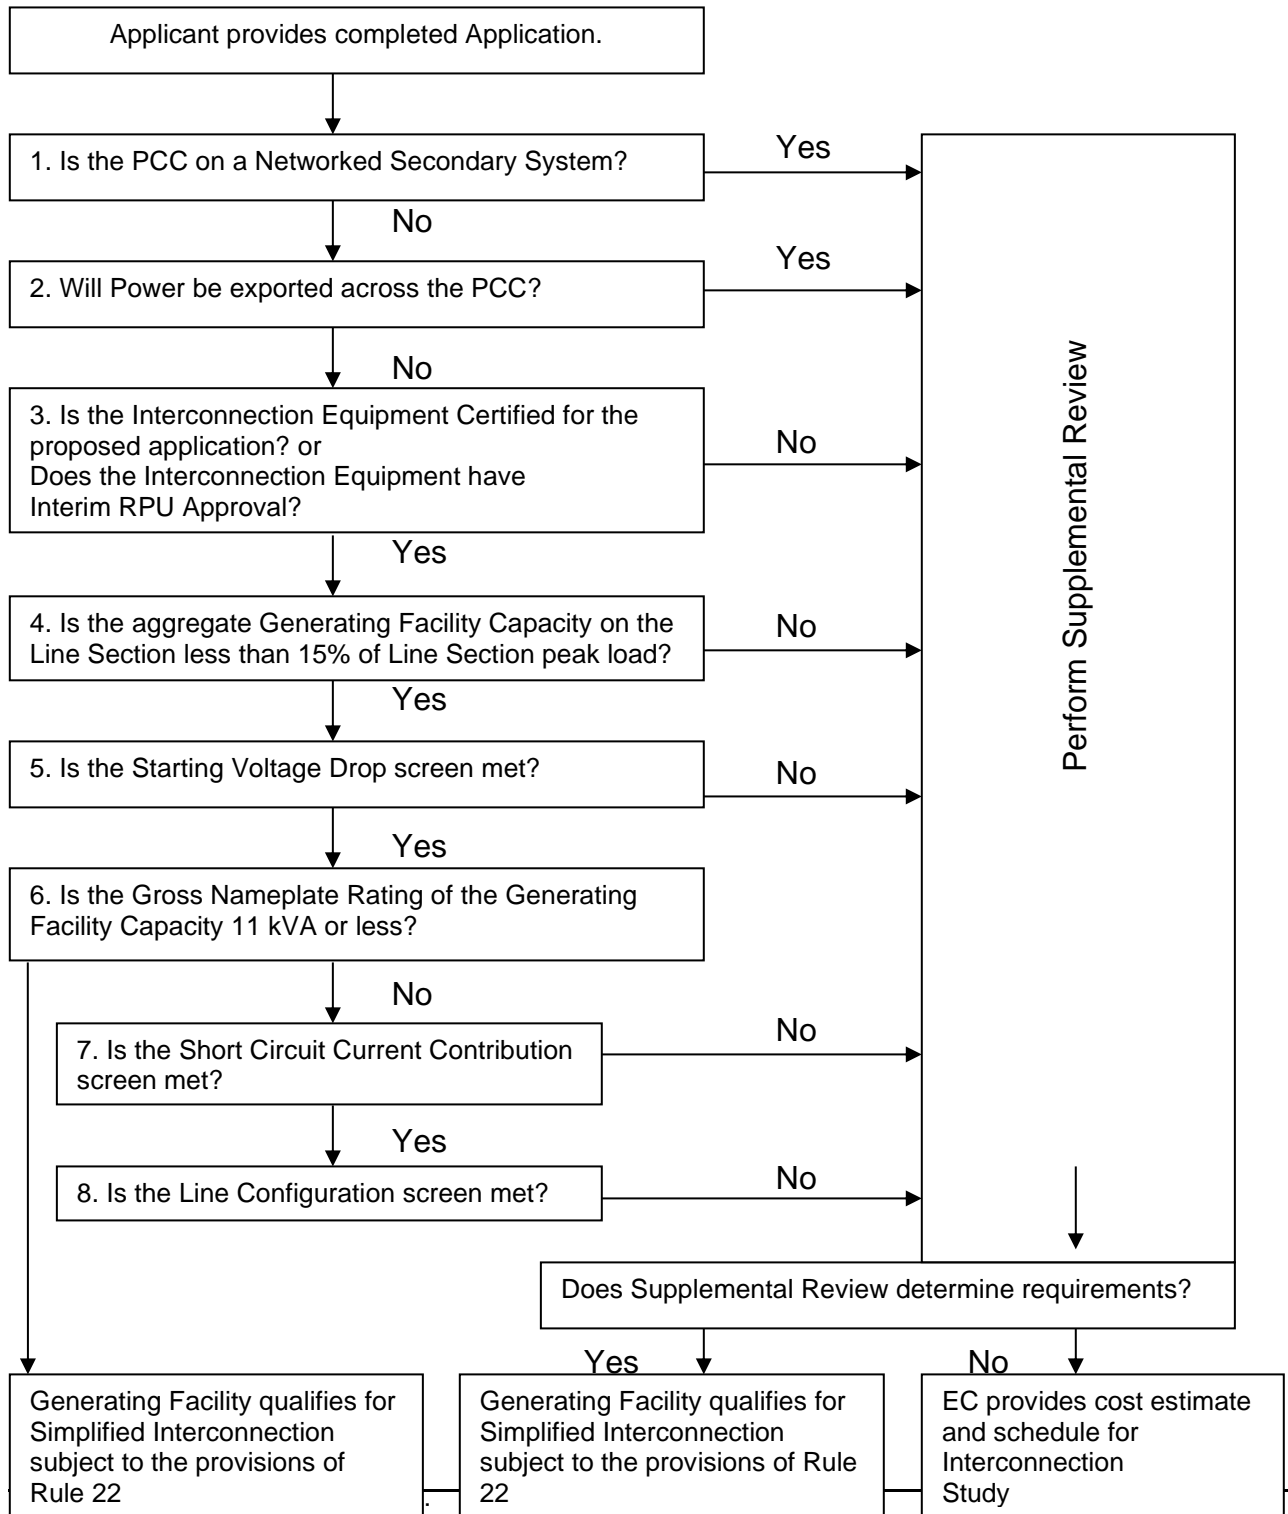 Applicant provides completed Application.
1. Is the PCC on a Networked Secondary System?
Yes
No
2. Will Power be exported across the PCC?
Yes
No
3. Is the Interconnection Equipment Certified for the
proposed application? or
Does the Interconnection Equipment have
Interim RPU Approval?
No
Yes
4. Is the aggregate Generating Facility Capacity on the
Line Section less than 15% of Line Section peak load?
No
Yes
5. Is the Starting Voltage Drop screen met?
No
Yes
6. Is the Gross Nameplate Rating of the Generating
Facility Capacity 11 kVA or less?
No
7. Is the Short Circuit Current Contribution
screen met?
No
Yes
8. Is the Line Configuration screen met?
No
Perform Supplemental Review
Does Supplemental Review determine requirements?
Yes
No
Generating Facility qualifies for
Simplified Interconnection
subject to the provisions of
Rule 22
.
Generating Facility qualifies for
Simplified Interconnection
subject to the provisions of Rule
22
EC provides cost estimate
and schedule for
Interconnection
Study